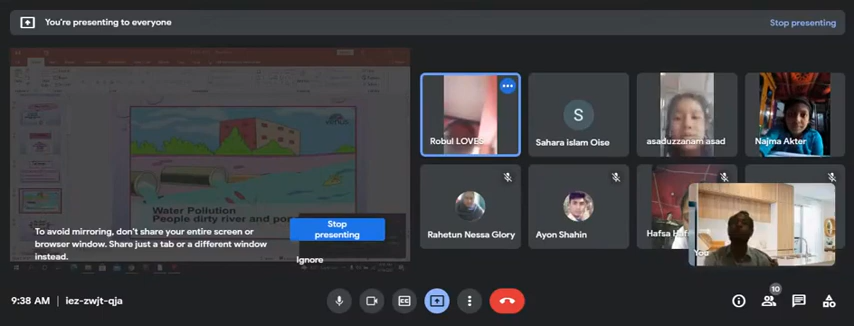 You're presenting to everyone
Stop presenting
Water Pollution
People dirty river and
To avoid mirroring, don't share your entire screen or
browser window. Share just a tab or a different window
instead.
Stop
presenting
Ignore
Robul LOVES
S
Sahara islam Oise
asaduzzanam asad
Najma Akter
Rahetun Nessa Glory
Ayon Shahin
Hafsa
You
9:38 AM | iez-zwjt-qja
10